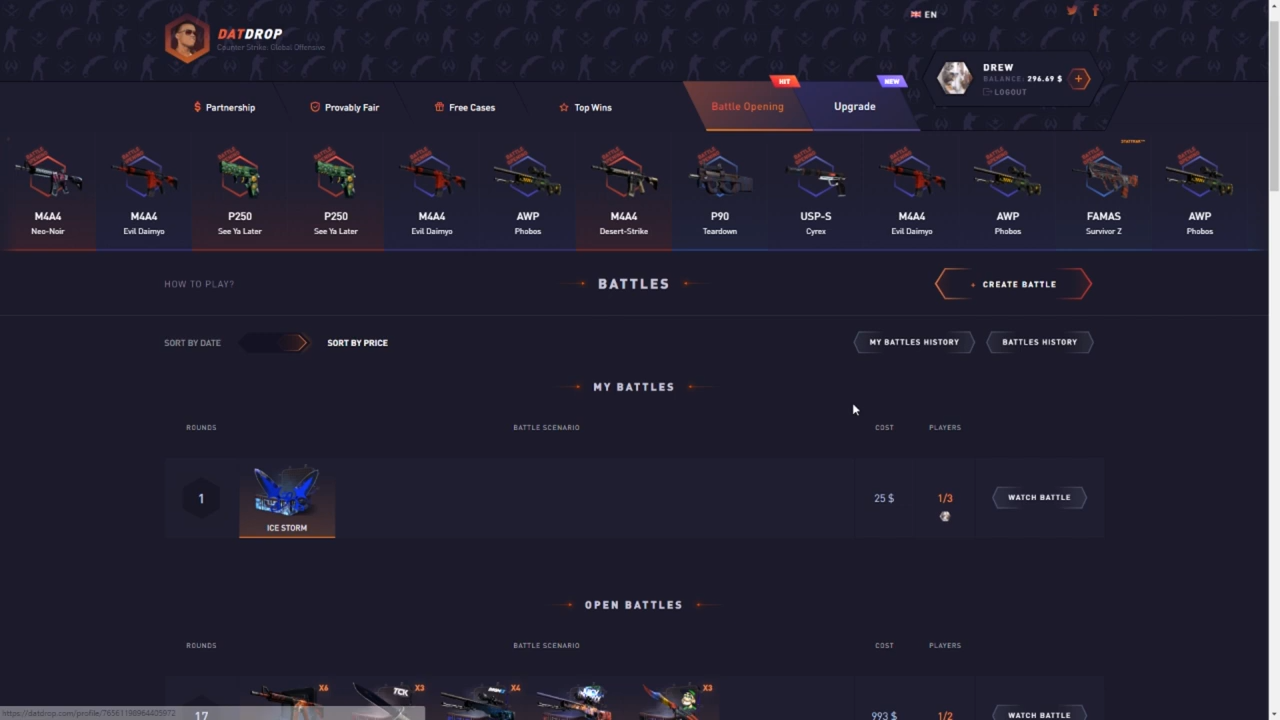 EN
DATDROP
Counter Strike: Global Offensive
DREW
BALANCE: 296.69 $
LOGOUT
HIT
NEW
Partnership
Provably Fair
Free Cases
Top Wins
Battle Opening
Upgrade
M4A4
Neo-Noir
M4A4
Evil Daimyo
P250
See Ya Later
P250
See Ya Later
M4A4
Evil Daimyo
AWP
Phobos
M4A4
Desert-Strike
P90
Teardown
USP-S
Cyrex
M4A4
Evil Daimyo
AWP
Phobos
FAMAS
Survivor Z
AWP
Phobos
HOW TO PLAY?
BATTLES
+ CREATE BATTLE
SORT BY DATE
SORT BY PRICE
MY BATTLES HISTORY
BATTLES HISTORY
MY BATTLES
ROUNDS
BATTLE SCENARIO
COST
PLAYERS
1
ICE STORM
25 $
1/3
WATCH BATTLE
OPEN BATTLES
ROUNDS
BATTLE SCENARIO
COST
PLAYERS
17
X6
TCK
X3
X4
X3
993 $
1/2
WATCH BATTLE